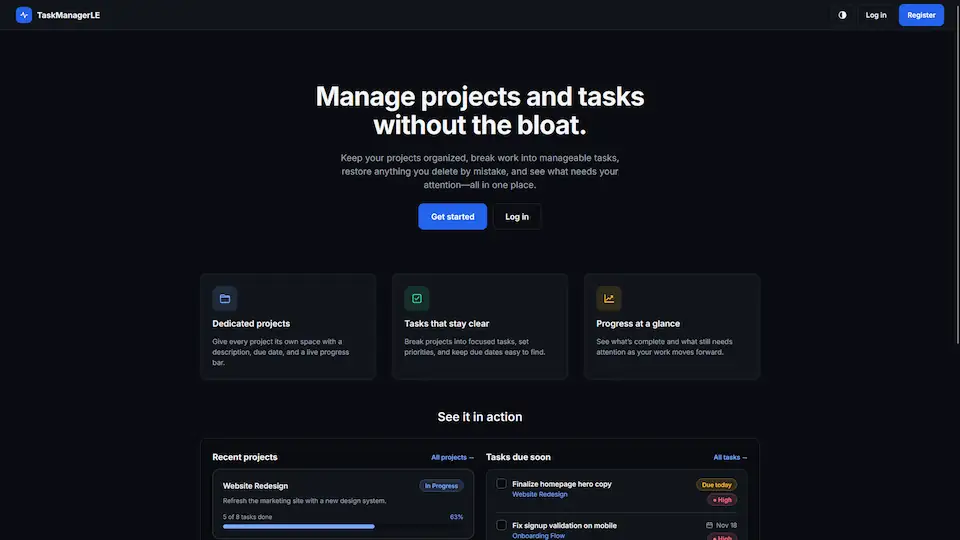 TaskManagerLE
Log in
Register
Manage projects and tasks
without the bloat.
Keep your projects organized, break work into manageable tasks,
restore anything you delete by mistake, and see what needs your
attention—all in one place.
Get started
Log in
Dedicated projects
Give every project its own space with a
description, due date, and a live progress
bar.
Tasks that stay clear
Break projects into focused tasks, set
priorities, and keep due dates easy to find.
Progress at a glance
See what's complete and what still needs
attention as your work moves forward.
See it in action
Recent projects
All projects →
Website Redesign
In Progress
Refresh the marketing site with a new design system.
5 of 8 tasks done
63%
Tasks due soon
All tasks →
Finalize homepage hero copy
Website Redesign
Due today
High
Fix signup validation on mobile
Onboarding Flow
Nov 18
High